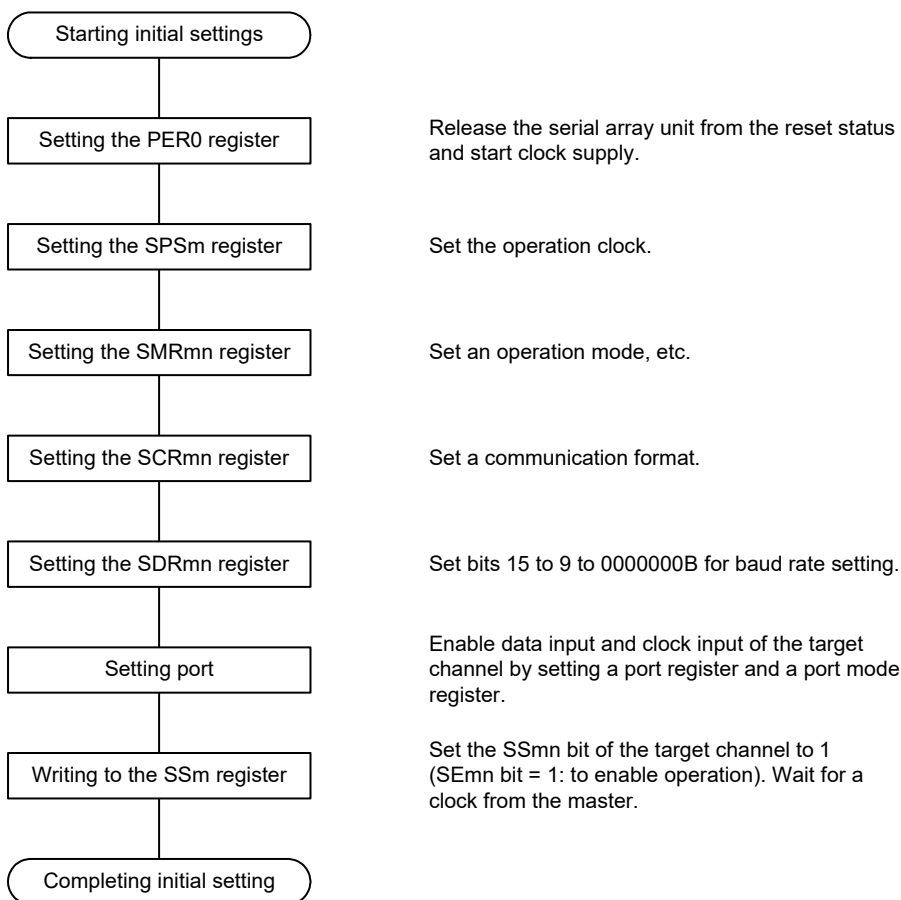 Starting initial settings
Setting the PER0 register
Release the serial array unit from the reset status
and start clock supply.
Setting the SPSm register
Set the operation clock.
Setting the SMRmn register
Set an operation mode, etc.
Setting the SCRmn register
Set a communication format.
Setting the SDRmn register
Set bits 15 to 9 to 0000000B for baud rate setting.
Setting port
Enable data input and clock input of the target
channel by setting a port register and a port mode
register.
Writing to the SSm register
Set the SSmn bit of the target channel to 1
(SEmn bit = 1: to enable operation). Wait for a
clock from the master.
Completing initial setting